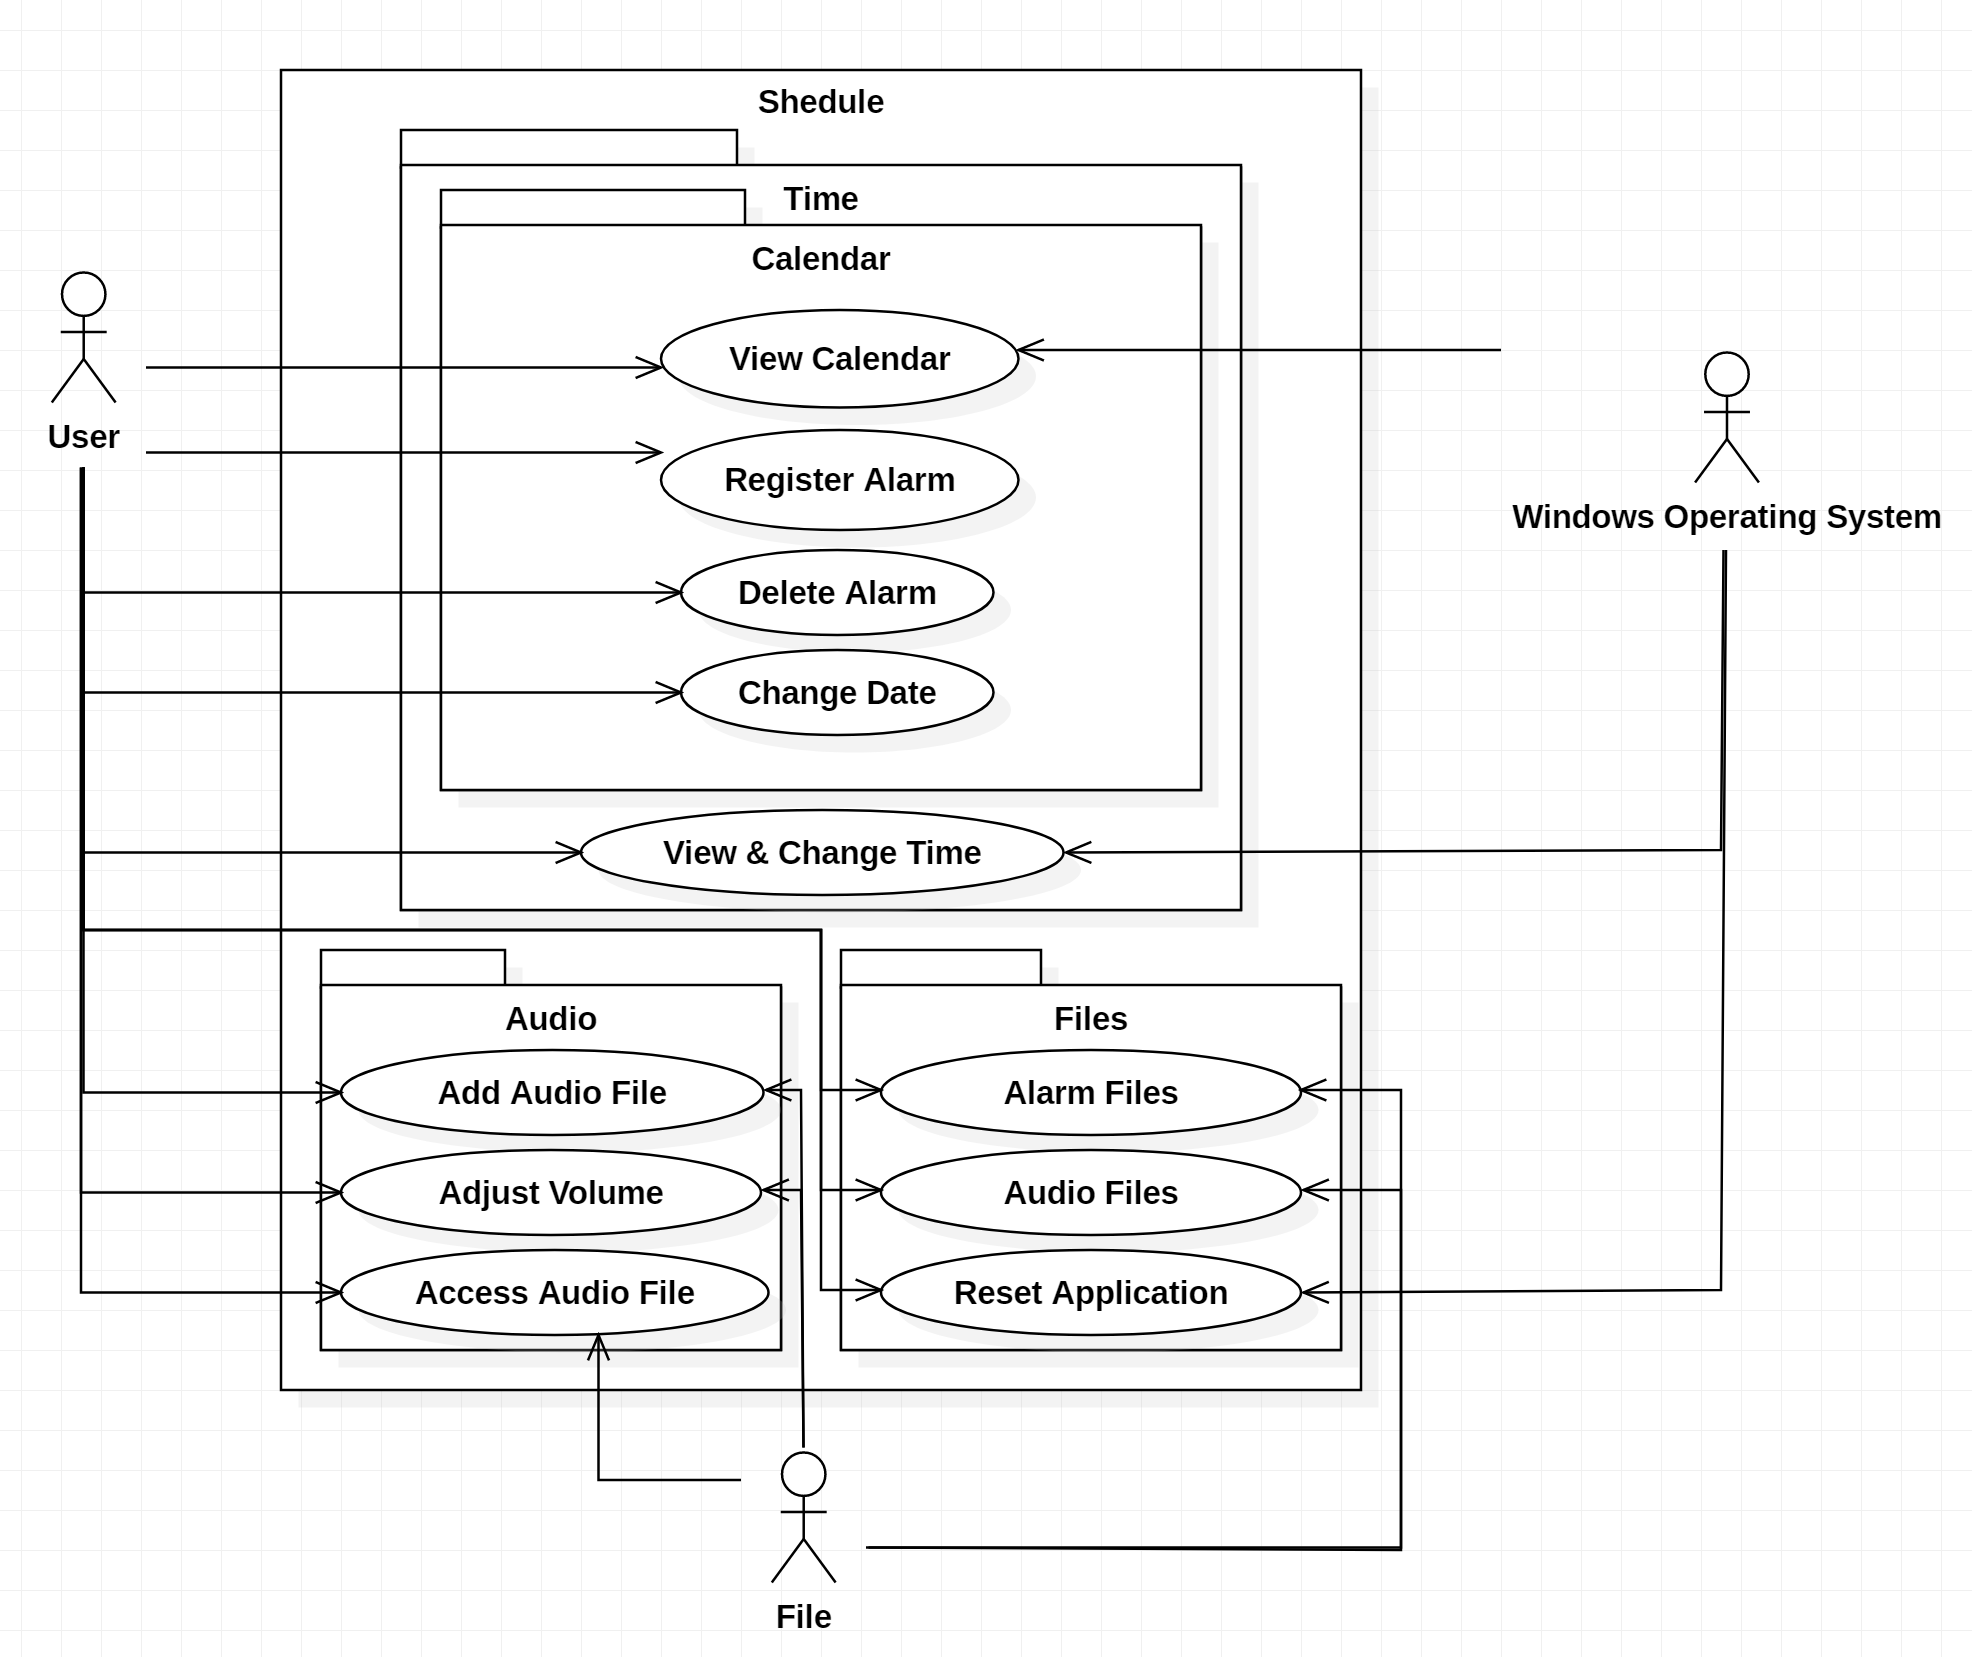 Shedule
Time
Calendar
View Calendar
User
Register Alarm
Windows Operating System
Delete Alarm
Change Date
View & Change Time
Audio
Files
Add Audio File
Alarm Files
Adjust Volume
Audio Files
Access Audio File
Reset Application
File